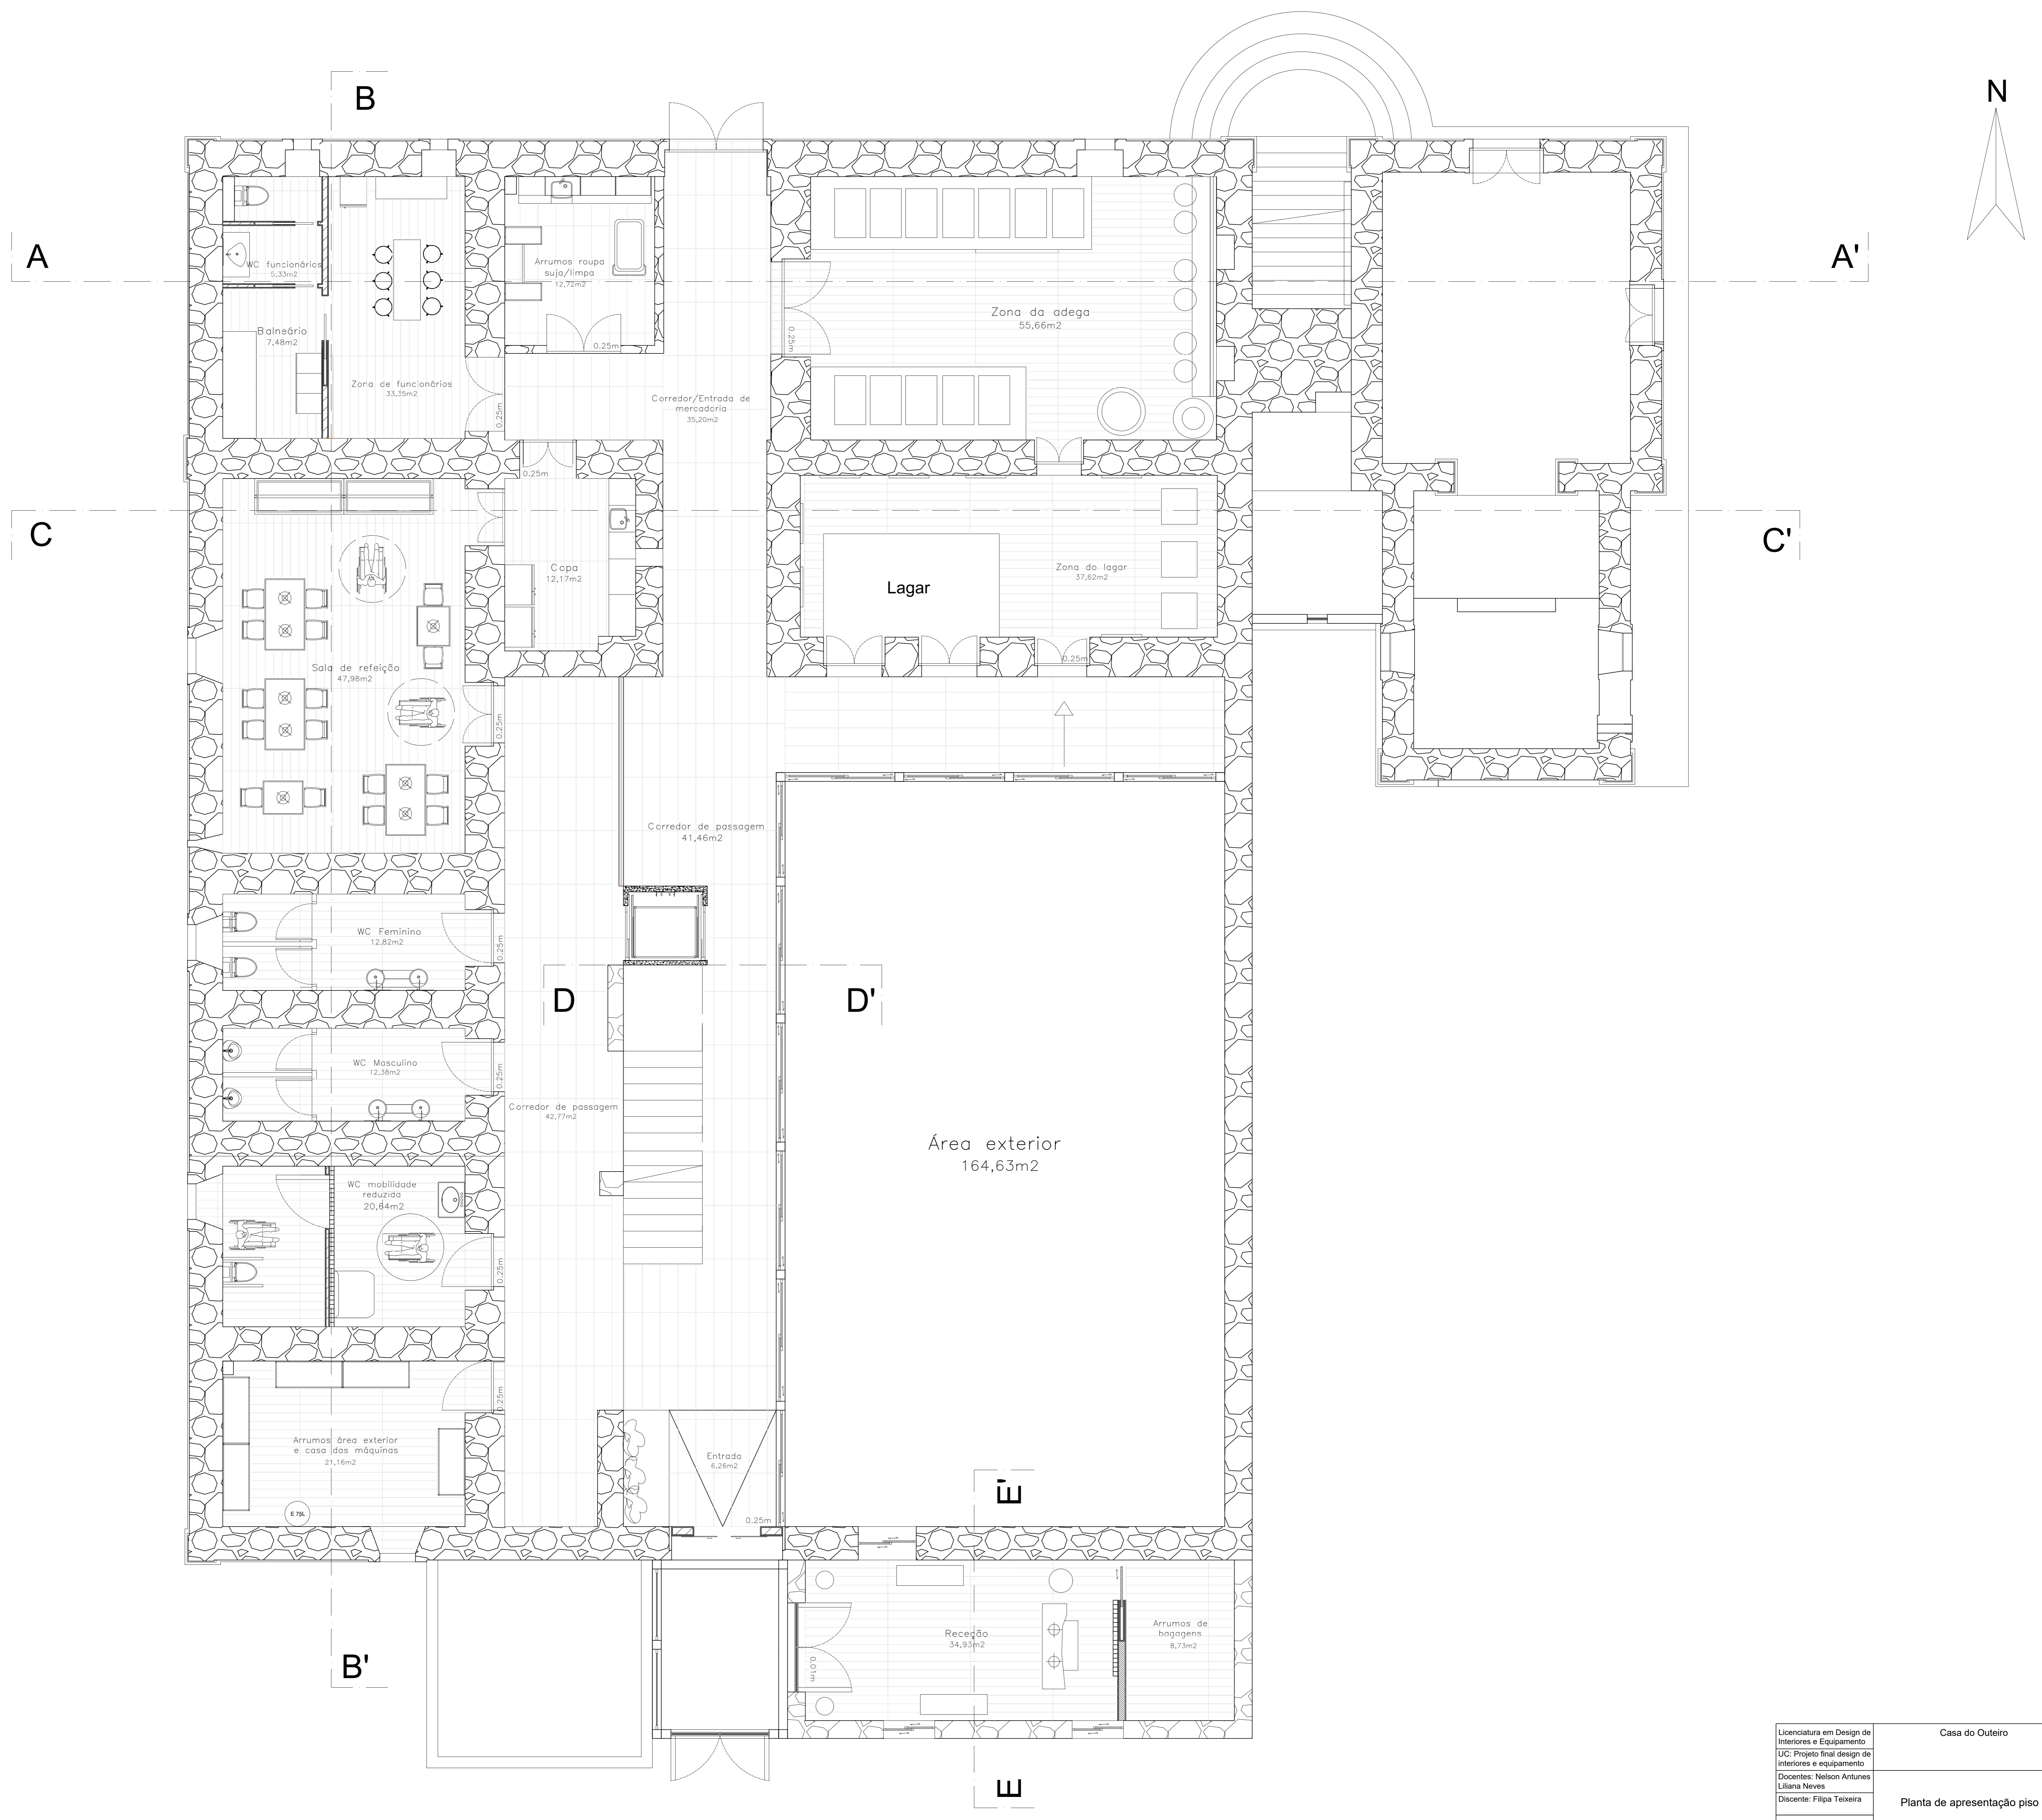 B
N
A
A'
WC funcionários
5,33m2
Arrumos roupa
suja/limpa
12,72m2
0.25m
Zona da adega
55,66m2
0.25m
Balneário
7,48m2
Zona de funcionários
33,35m2
0.25m
Corredor/Entrada de
mercadoria
35,20m2
0.25m
C
C'
Copa
12,17m2
Lagar
Zona do lagar
37,62m2
0.25m
Sala de refeição
47,98m2
0.25m
Corredor de passagem
41,46m2
WC Feminino
12,82m2
0.25m
D
D'
WC Masculino
12,38m2
0.25m
Corredor de passagem
42,77m2
Área exterior
164,63m2
WC mobilidade
reduzida
20,64m2
0.25m
0.25m
Arrumos área exterior
e casa das máquinas
21,16m2
E 75L
Entrada
6,26m2
0.25m
E'
Receção
34,93m2
0.01m
Arrumos de
bagagens
8,73m2
B'
E
Licenciatura em Design de
Interiores e Equipamento
Casa do Outeiro
UC: Projeto final design de
interiores e equipamento
Docentes: Nelson Antunes
Liliana Neves
Discente: Filipa Teixeira
Planta de apresentação piso